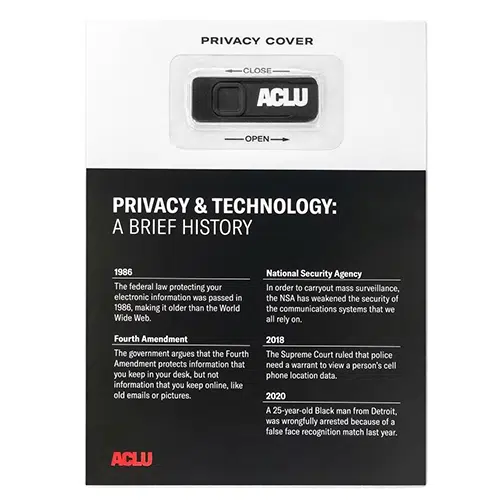 PRIVACY COVER
CLOSE
ACLU
OPEN
PRIVACY & TECHNOLOGY:
A BRIEF HISTORY
1986
The federal law protecting your
electronic information was passed in
1986, making it older than the World
Wide Web.
Fourth Amendment
The government argues that the Fourth
Amendment protects information that
you keep in your desk, but not
information that you keep online, like
old emails or pictures.
National Security Agency
In order to carryout mass surveillance,
the NSA has weakened the security of
the communications systems that we
all rely on.
2018
The Supreme Court ruled that police
need a warrant to view a person's cell
phone location data.
2020
A 25-year-old Black man from Detroit,
was wrongfully arrested because of a
false face recognition match last year.
ACLU